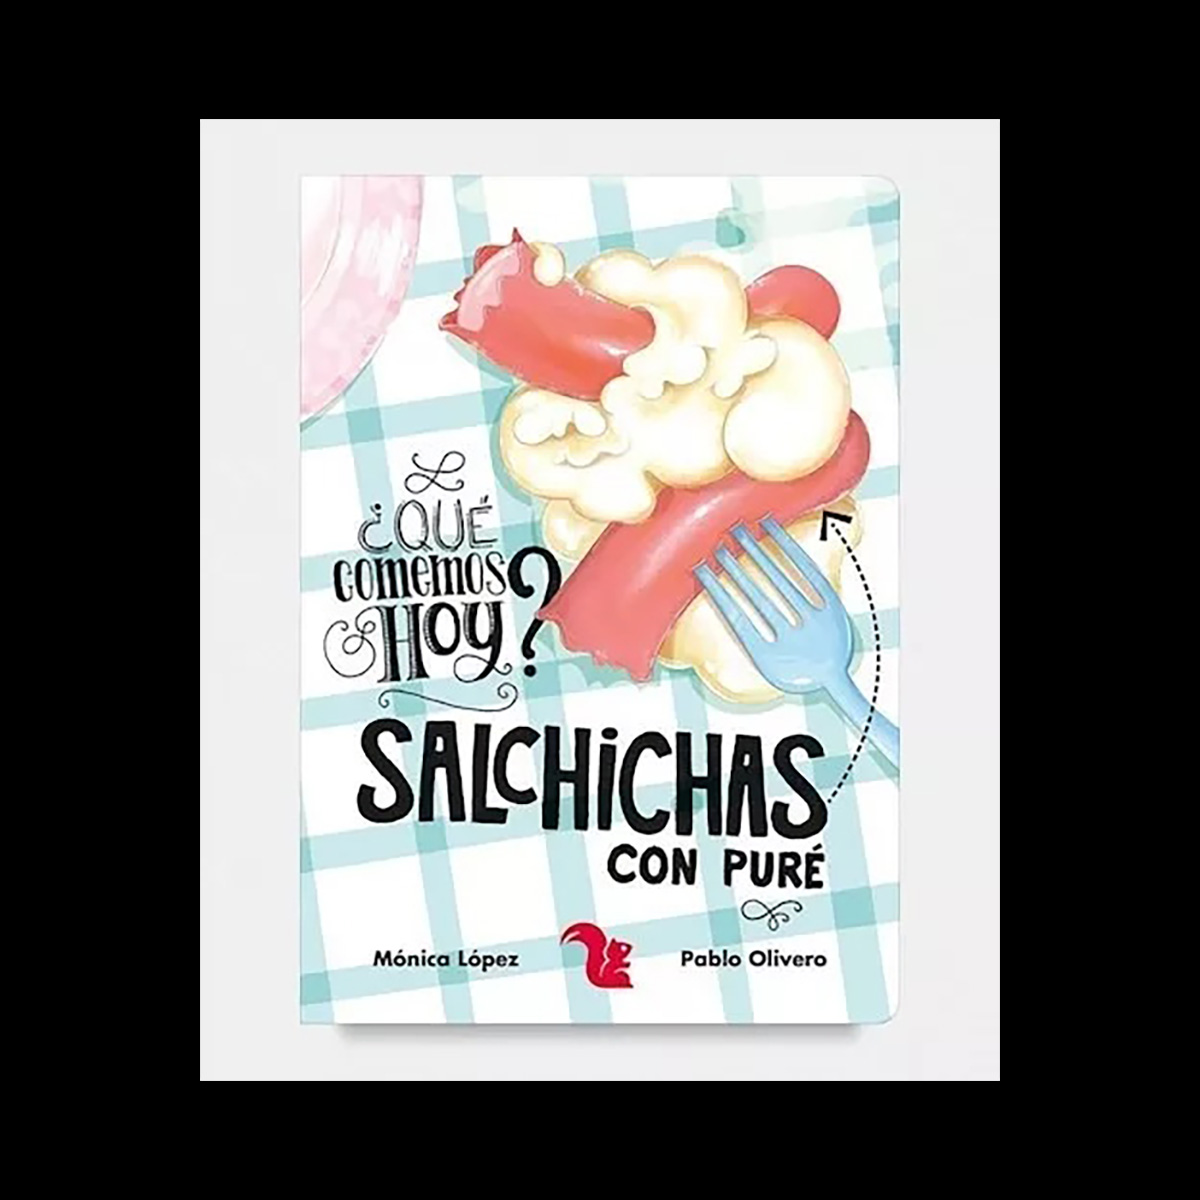 ¿QUÉ
comemos
HOY?
SALCHiCHAS
CON PURÉ
Mónica López
Pablo Olivero